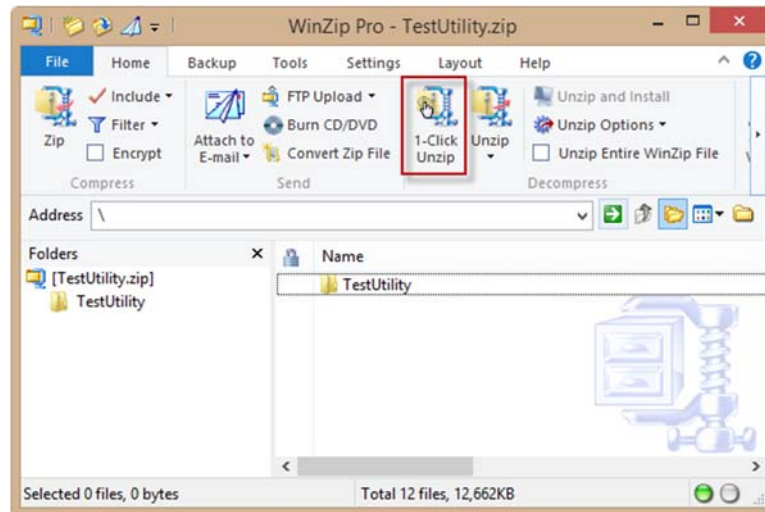 WinZip Pro - TestUtility.zip
File Home Backup Tools Settings Layout Help
Zip
Include
Filter
Encrypt
Compress
Attach to
E-mail
FTP Upload
Burn CD/DVD
Convert Zip File
Send
1-Click
Unzip
Unzip
Unzip and Install
Unzip Options
Unzip Entire WinZip File
Decompress
Address \
Folders
[TestUtility.zip]
TestUtility
Name
TestUtility
Selected 0 files, 0 bytes
Total 12 files, 12,662KB